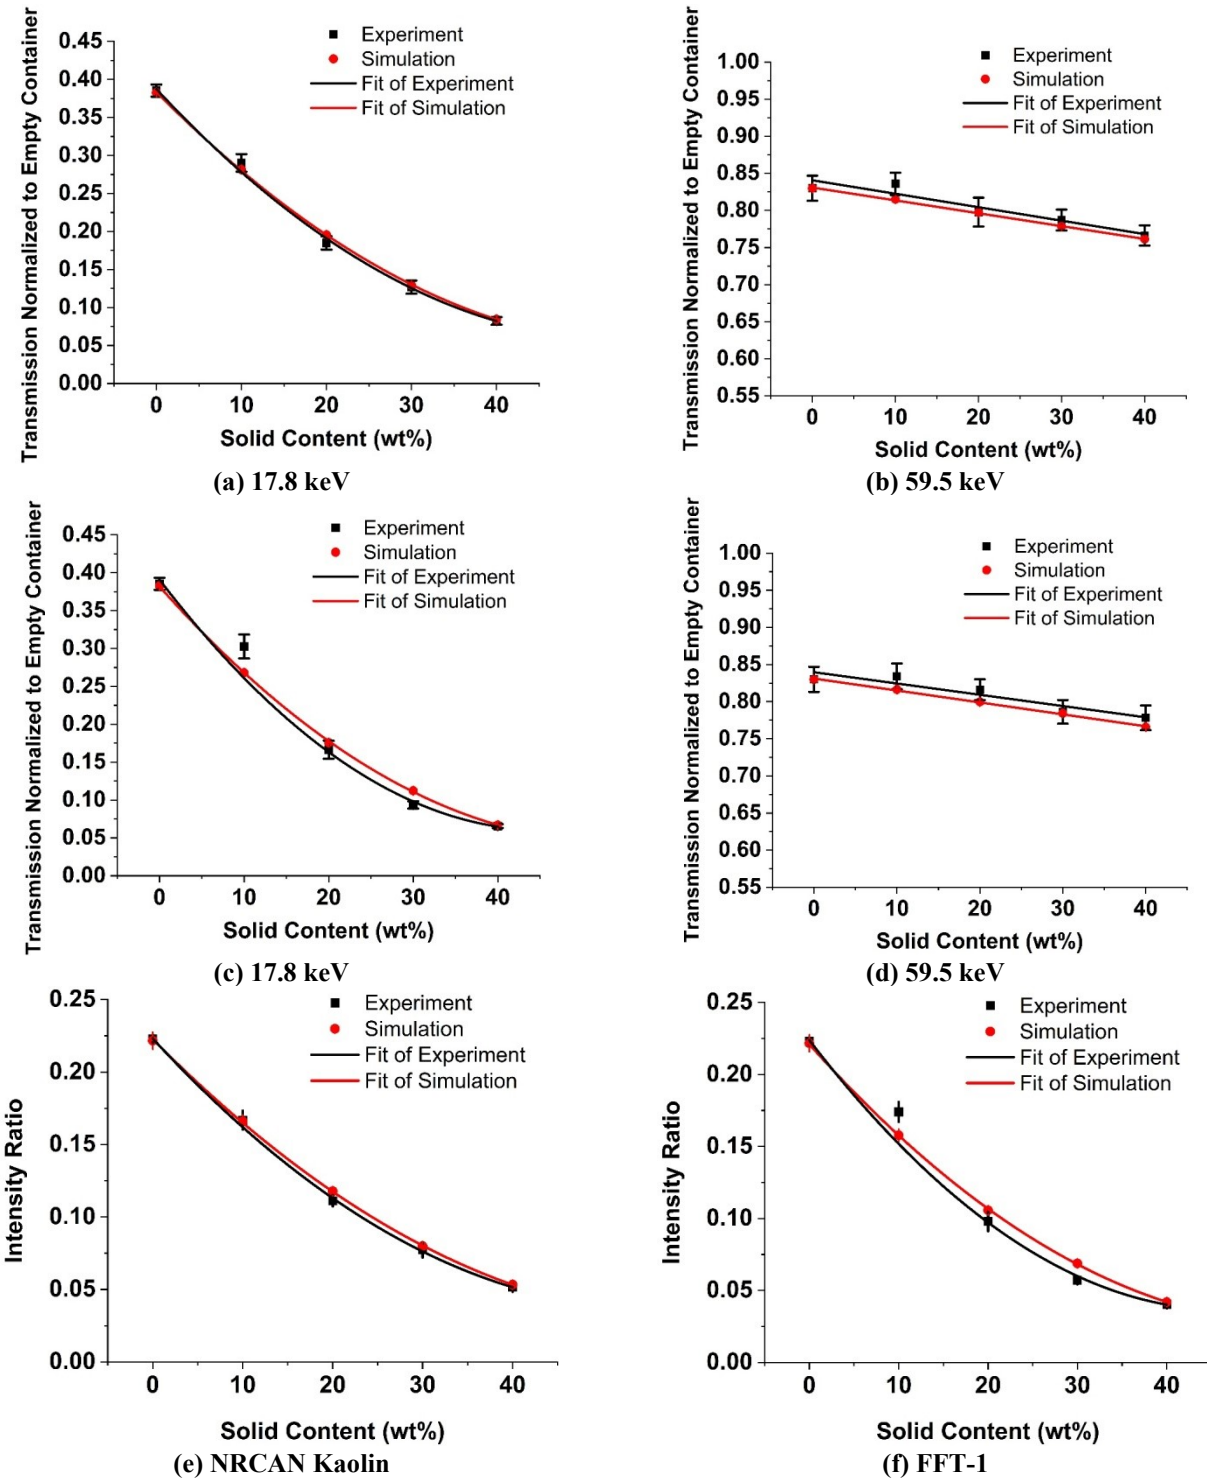 Transmission Normalized to Empty Container
0.45
0.40
0.35
0.30
0.25
0.20
0.15
0.10
0.05
0.00
Experiment
Simulation
Fit of Experiment
Fit of Simulation
0 10 20 30 40
Solid Content (wt%)
(a) 17.8 keV
Transmission Normalized to Empty Container
1.00
0.95
0.90
0.85
0.80
0.75
0.70
0.65
0.60
0.55
Experiment
Simulation
Fit of Experiment
Fit of Simulation
0 10 20 30 40
Solid Content (wt%)
(b) 59.5 keV
Transmission Normalized to Empty Container
0.45
0.40
0.35
0.30
0.25
0.20
0.15
0.10
0.05
0.00
Experiment
Simulation
Fit of Experiment
Fit of Simulation
0 10 20 30 40
Solid Content (wt%)
(c) 17.8 keV
Transmission Normalized to Empty Container
1.00
0.95
0.90
0.85
0.80
0.75
0.70
0.65
0.60
0.55
Experiment
Simulation
Fit of Experiment
Fit of Simulation
0 10 20 30 40
Solid Content (wt%)
(d) 59.5 keV
Intensity Ratio
0.25
0.20
0.15
0.10
0.05
0.00
Experiment
Simulation
Fit of Experiment
Fit of Simulation
0 10 20 30 40
Solid Content (wt%)
(e) NRCAN Kaolin
Intensity Ratio
0.25
0.20
0.15
0.10
0.05
0.00
Experiment
Simulation
Fit of Experiment
Fit of Simulation
0 10 20 30 40
Solid Content (wt%)
(f) FFT-1